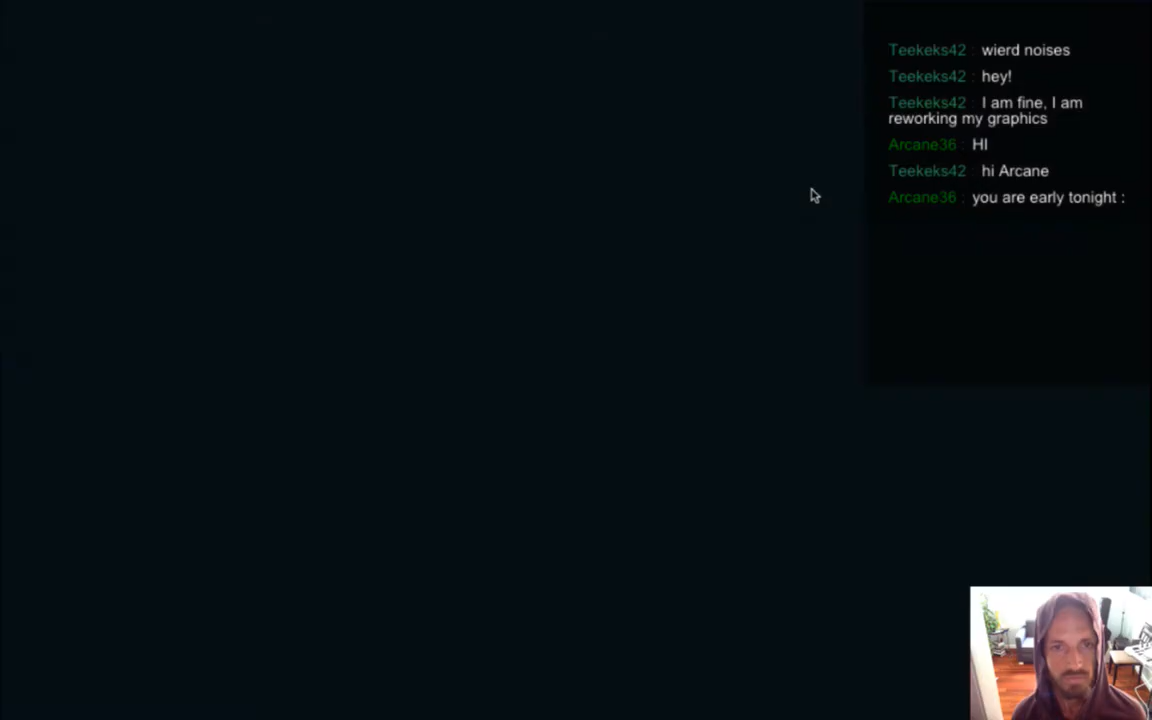 Teekeks42 : wierd noises
Teekeks42 : hey!
Teekeks42 : I am fine, I am
reworking my graphics
Arcane36 : HI
Teekeks42 : hi Arcane
Arcane36 : you are early tonight :